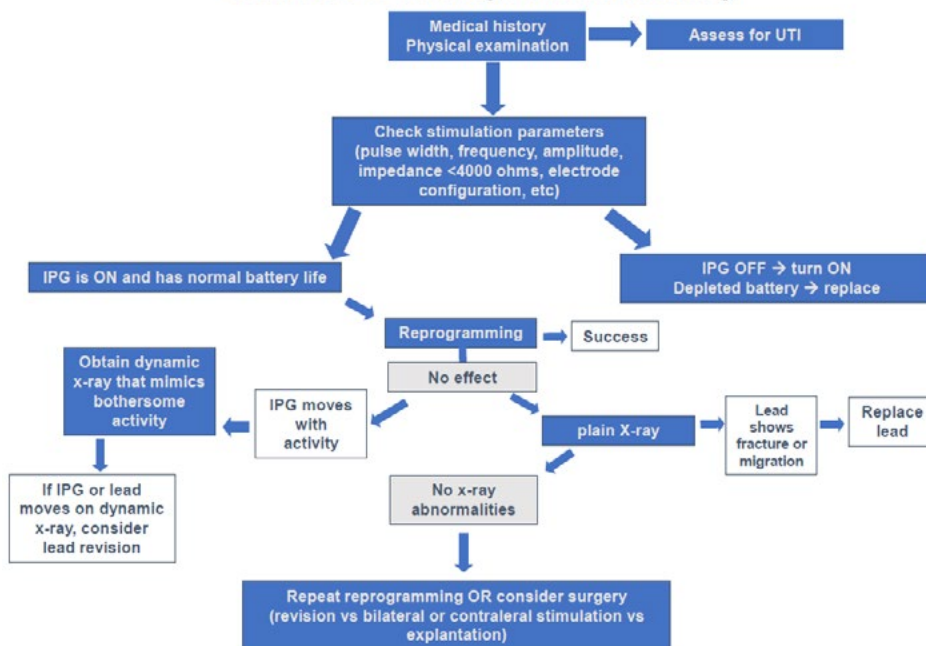 Medical history
Physical examination
Assess for UTI
Check stimulation parameters
(pulse width, frequency, amplitude,
impedance <4000 ohms, electrode
configuration, etc)
IPG is ON and has normal battery life
IPG OFF → turn ON
Depleted battery → replace
Reprogramming
Success
No effect
Obtain dynamic
x-ray that mimics
bothersome
activity
IPG moves
with
activity
plain X-ray
Lead
shows
fracture or
migration
Replace
lead
If IPG or lead
moves on dynamic
x-ray, consider
lead revision
No x-ray
abnormalities
Repeat reprogramming OR consider surgery
(revision vs bilateral or contraleral stimulation vs
explantation)